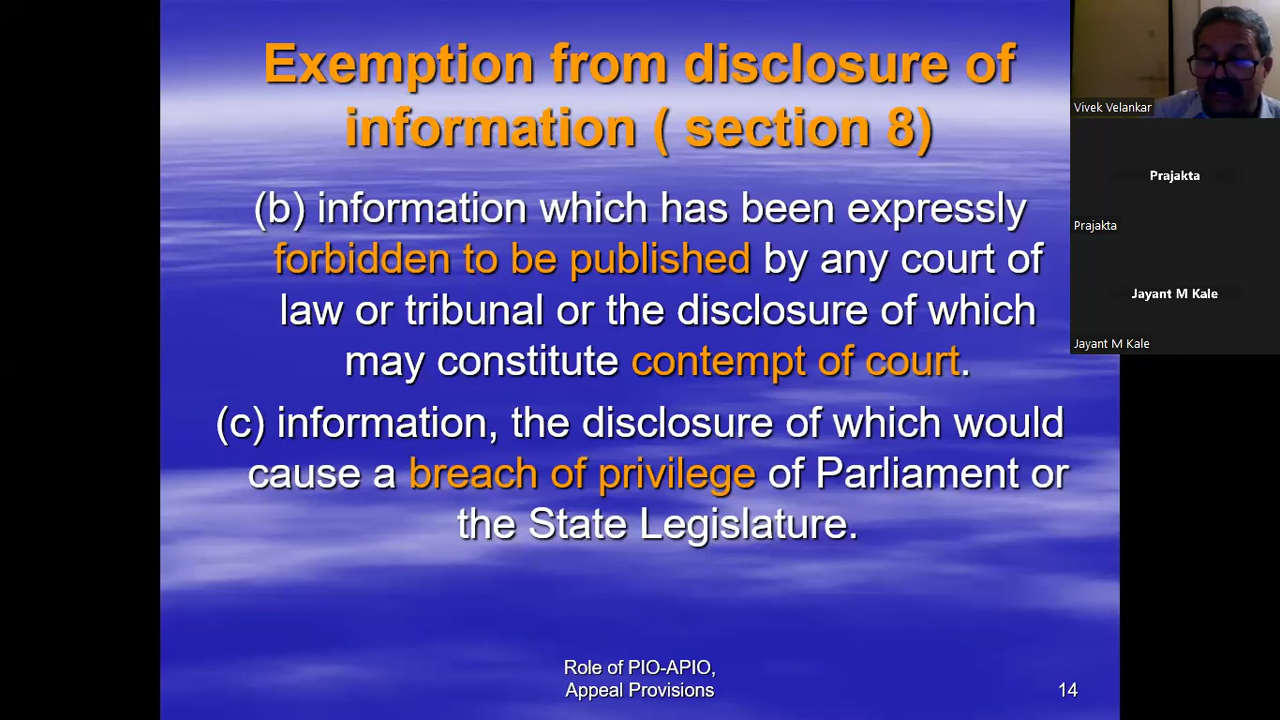 Exemption from disclosure of
information ( section 8)
(b) information which has been expressly
forbidden to be published by any court of
law or tribunal or the disclosure of which
may constitute contempt of court.
(c) information, the disclosure of which would
cause a breach of privilege of Parliament or
the State Legislature.
Role of PIO-APIO,
Appeal Provisions
14
Vivek Velankar
Prajakta
Prajakta
Jayant M Kale
Jayant M Kale